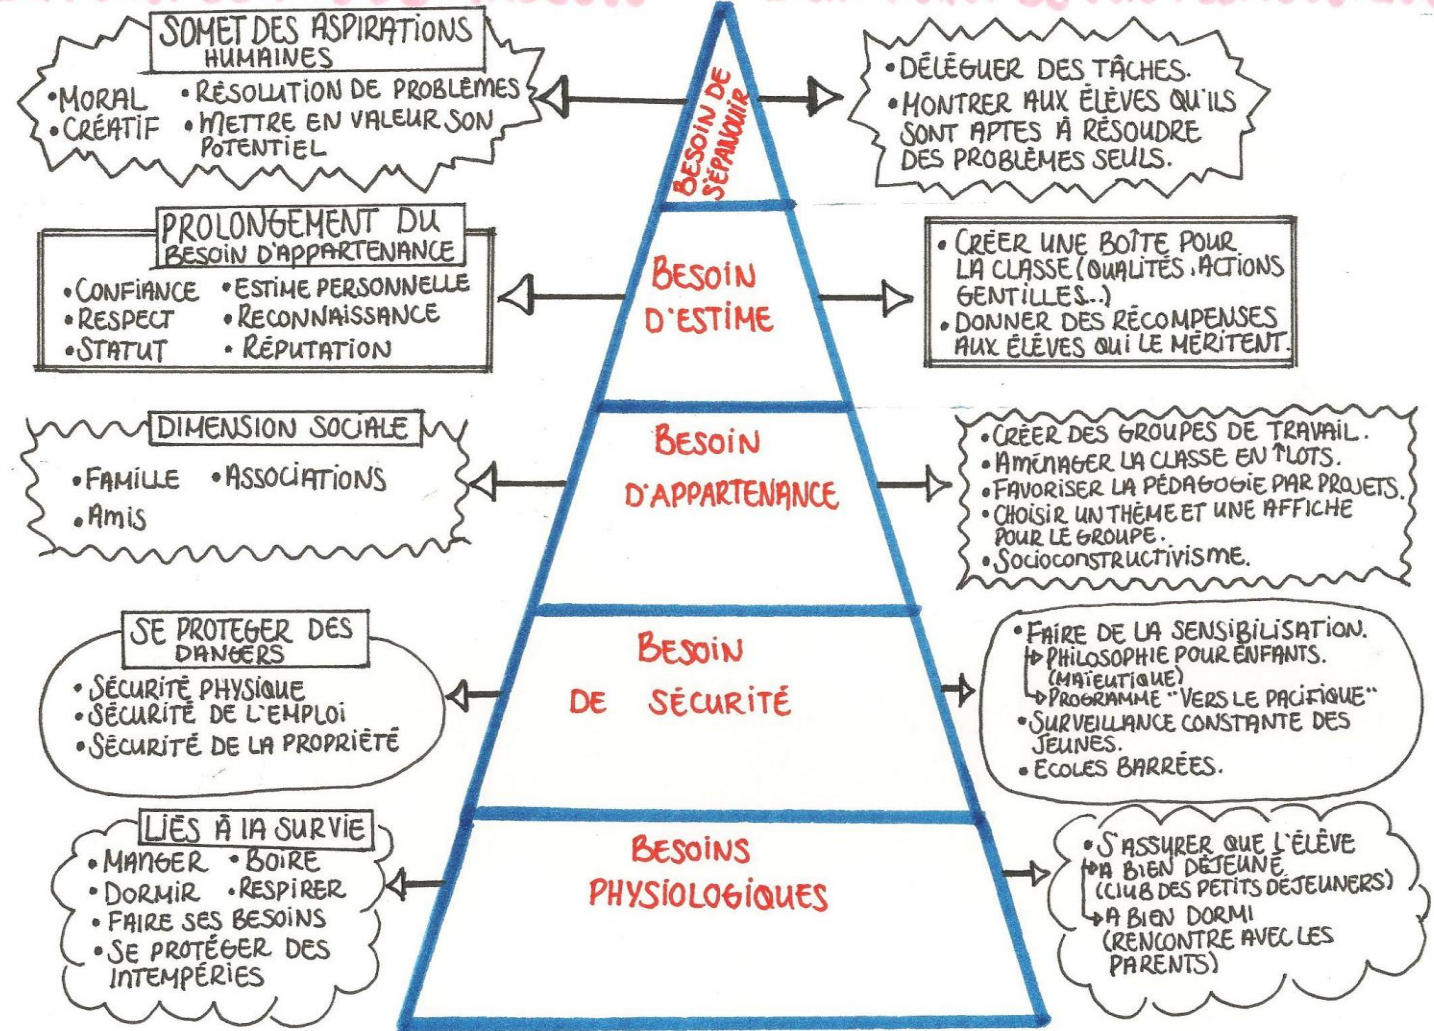 SOMET DES ASPIRATIONS
HUMAINES
• MORAL
• CRÉATIF
• RÉSOLUTION DE PROBLÈMES
• METTRE EN VALEUR SON
POTENTIEL
BESOIN DE
S'ÉPANOUIR
• DÉLÉGUER DES TÂCHES.
• MONTRER AUX ÉLÈVES QU'ILS
SONT APTES À RÉSOUDRE
DES PROBLÈMES SEULS.
PROLONGEMENT DU
BESOIN D'APPARTENANCE
• CONFIANCE • ESTIME PERSONNELLE
• RESPECT • RECONNAISSANCE
• STATUT • RÉPUTATION
BESOIN
D'ESTIME
• CRÉER UNE BOÎTE POUR
LA CLASSE (QUALITÉS, ACTIONS
GENTILLES...)
• DONNER DES RÉCOMPENSES
AUX ÉLÈVES QUI LE MÉRITENT.
DIMENSION SOCIALE
• FAMILLE • ASSOCIATIONS
• AMIS
BESOIN
D'APPARTENANCE
• CRÉER DES GROUPES DE TRAVAIL.
• AMÉNAGER LA CLASSE EN ÎLOTS.
• FAVORISER LA PÉDAGOGIE PAR PROJETS.
• CHOISIR UN THÈME ET UNE AFFICHE
POUR LE GROUPE.
• SOCIOCONSTRUCTIVISME.
SE PROTEGER DES
DANGERS
• SÉCURITÉ PHYSIQUE
• SÉCURITÉ DE L'EMPLOI
• SÉCURITÉ DE LA PROPRIÉTÉ
BESOIN
DE SÉCURITÉ
• FAIRE DE LA SENSIBILISATION.
PHILOSOPHIE POUR ENFANTS.
(MAÏEUTIQUE)
PROGRAMME "VERS LE PACIFIQUE"
• SURVEILLANCE CONSTANTE DES
JEUNES.
• ECOLES BARRÉES.
LIÉS À LA SURVIE
• MANGER • BOIRE
• DORMIR • RESPIRER
• FAIRE SES BESOINS
• SE PROTÉGER DES
INTEMPÉRIES
BESOINS
PHYSIOLOGIQUES
• S'ASSURER QUE L'ÉLÈVE
A BIEN DÉJEUNÉ
(CLUB DES PETITS DÉJEUNERS)
A BIEN DORMI
(RENCONTRE AVEC LES
PARENTS)